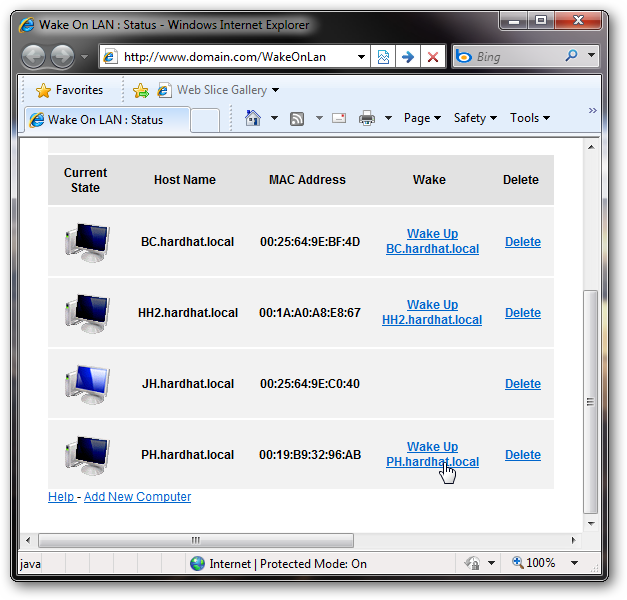 Wake On LAN : Status - Windows Internet Explorer
http://www.domain.com/WakeOnLan
Bing
Favorites
Web Slice Gallery
Wake On LAN : Status
Page
Safety
Tools
Current
State
Host Name
MAC Address
Wake
Delete
BC.hardhat.local
00:25:64:9E:BF:4D
Wake Up
BC.hardhat.local
Delete
HH2.hardhat.local
00:1A:A0:A8:E8:67
Wake Up
HH2.hardhat.local
Delete
JH.hardhat.local
00:25:64:9E:C0:40
Delete
PH.hardhat.local
00:19:B9:32:96:AB
Wake Up
PH.hardhat.local
Delete
Help - Add New Computer
java
Internet | Protected Mode: On
100%